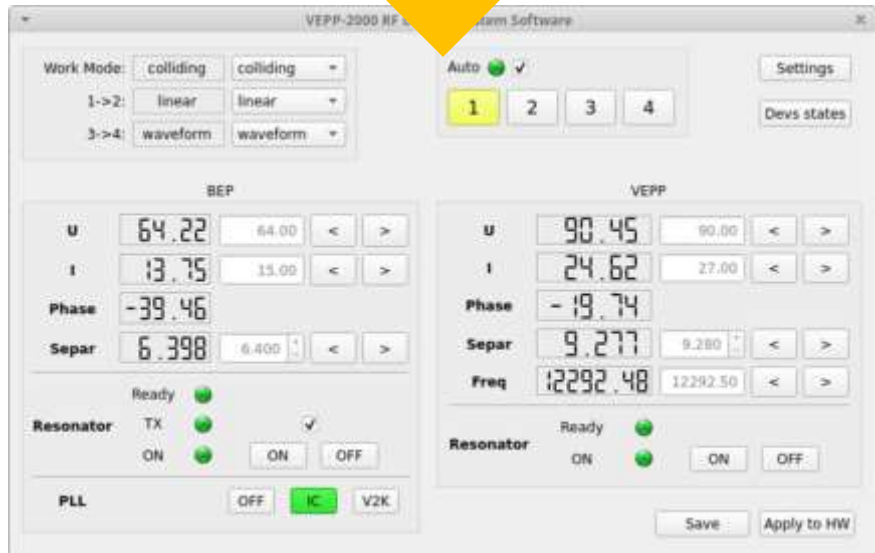 VEPP-2000 RF System Software
Work Mode: colliding colliding
1->2: linear linear
3->4: waveform waveform
Auto
1 2 3 4
Settings
Devs states
BEP
U 64.22 64.00 < >
I 13.75 15.00 < >
Phase -39.46
Separ 6.398 6.400 < >
Ready
Resonator TX
ON ON OFF
PLL OFF IC V2K
VEPP
U 90.45 90.00 < >
I 24.62 27.00 < >
Phase -19.74
Separ 9.277 9.280 < >
Freq 12292.48 12292.50 < >
Ready
Resonator
ON ON OFF
Save Apply to HW